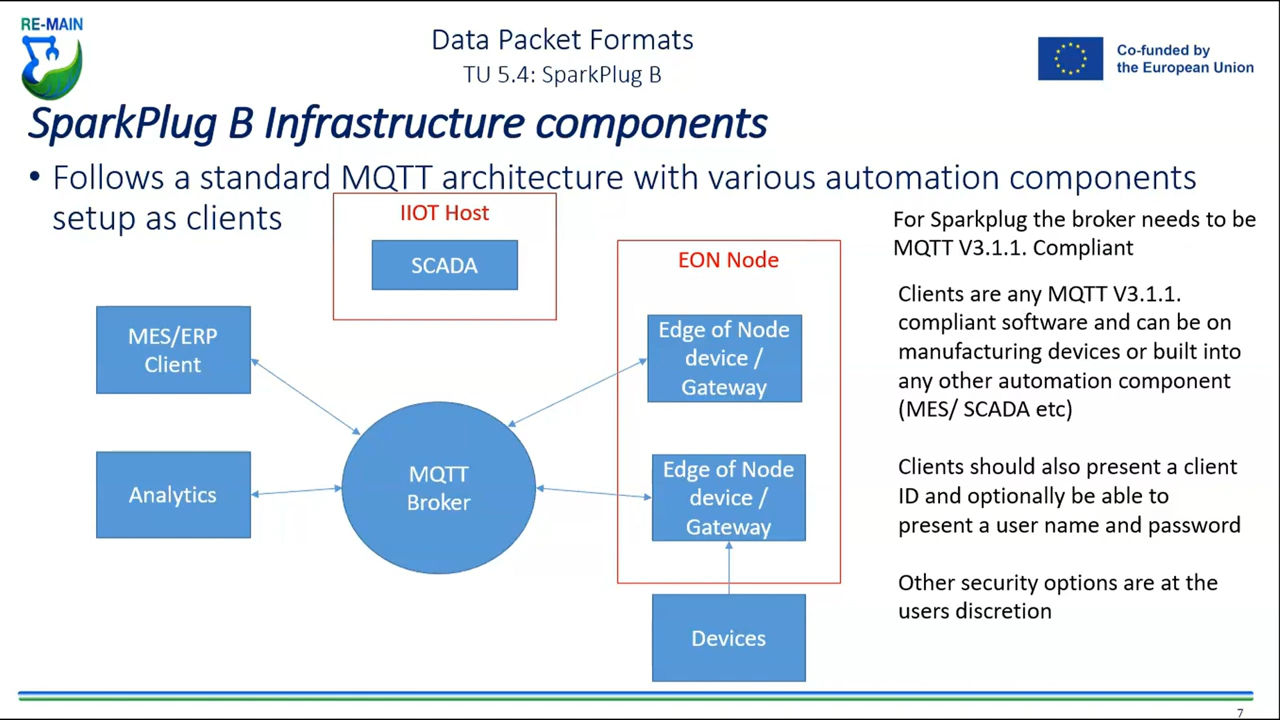 RE-MAIN
Data Packet Formats
TU 5.4: SparkPlug B
Co-funded by
the European Union
SparkPlug B Infrastructure components
• Follows a standard MQTT architecture with various automation components
setup as clients
IIOT Host
SCADA
EON Node
MES/ERP
Client
Edge of Node
device /
Gateway
Analytics
MQTT
Broker
Edge of Node
device /
Gateway
Devices
For Sparkplug the broker needs to be
MQTT V3.1.1. Compliant
Clients are any MQTT V3.1.1.
compliant software and can be on
manufacturing devices or built into
any other automation component
(MES/ SCADA etc)
Clients should also present a client
ID and optionally be able to
present a user name and password
Other security options are at the
users discretion
7